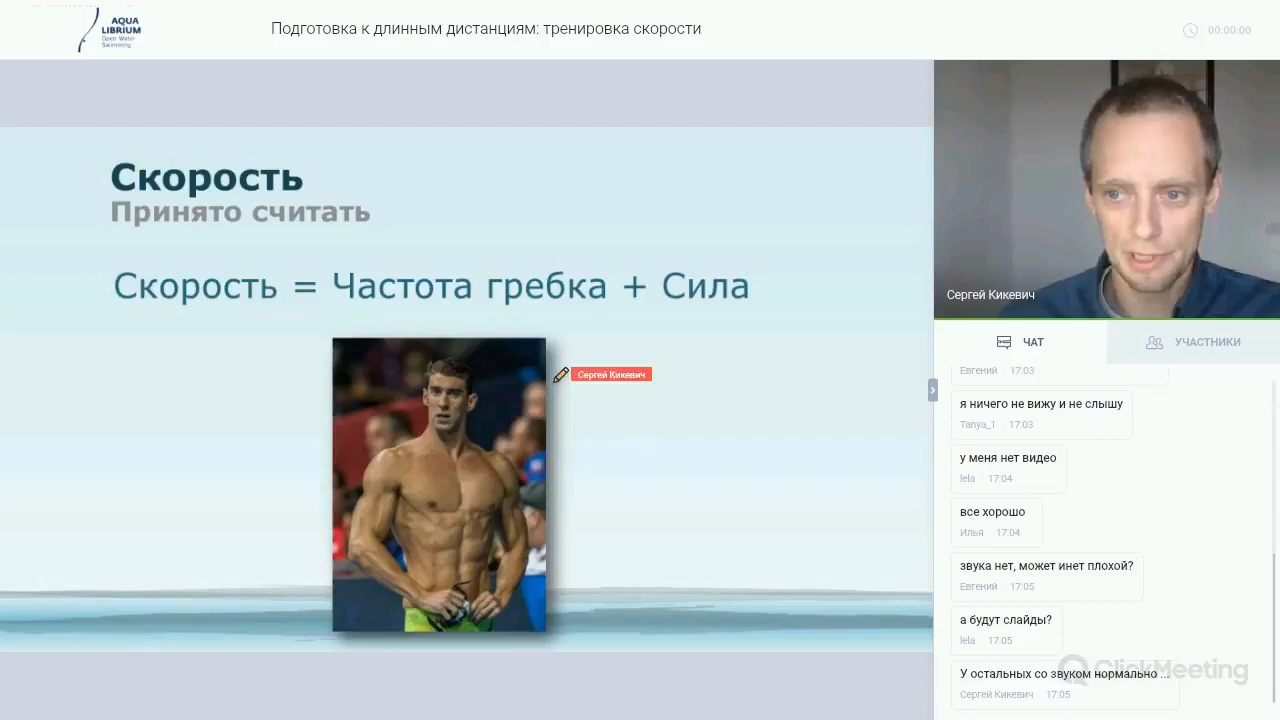 AQUA
LIBRIUM
Open Water
Swimming
Подготовка к длинным дистанциям: тренировка скорости
00:00:00
Скорость
Принято считать
Скорость = Частота гребка + Сила
Сергей Кикевич
Сергей Кикевич
ЧАТ
УЧАСТНИКИ
Евгений 17:03
я ничего не вижу и не слышу
Tanya_1 17:03
у меня нет видео
lela 17:04
все хорошо
Илья 17:04
звука нет, может инет плохой?
Евгений 17:05
а будут слайды?
lela 17:05
У остальных со звуком нормально ...
Сергей Кикевич 17:05
ClickMeeting